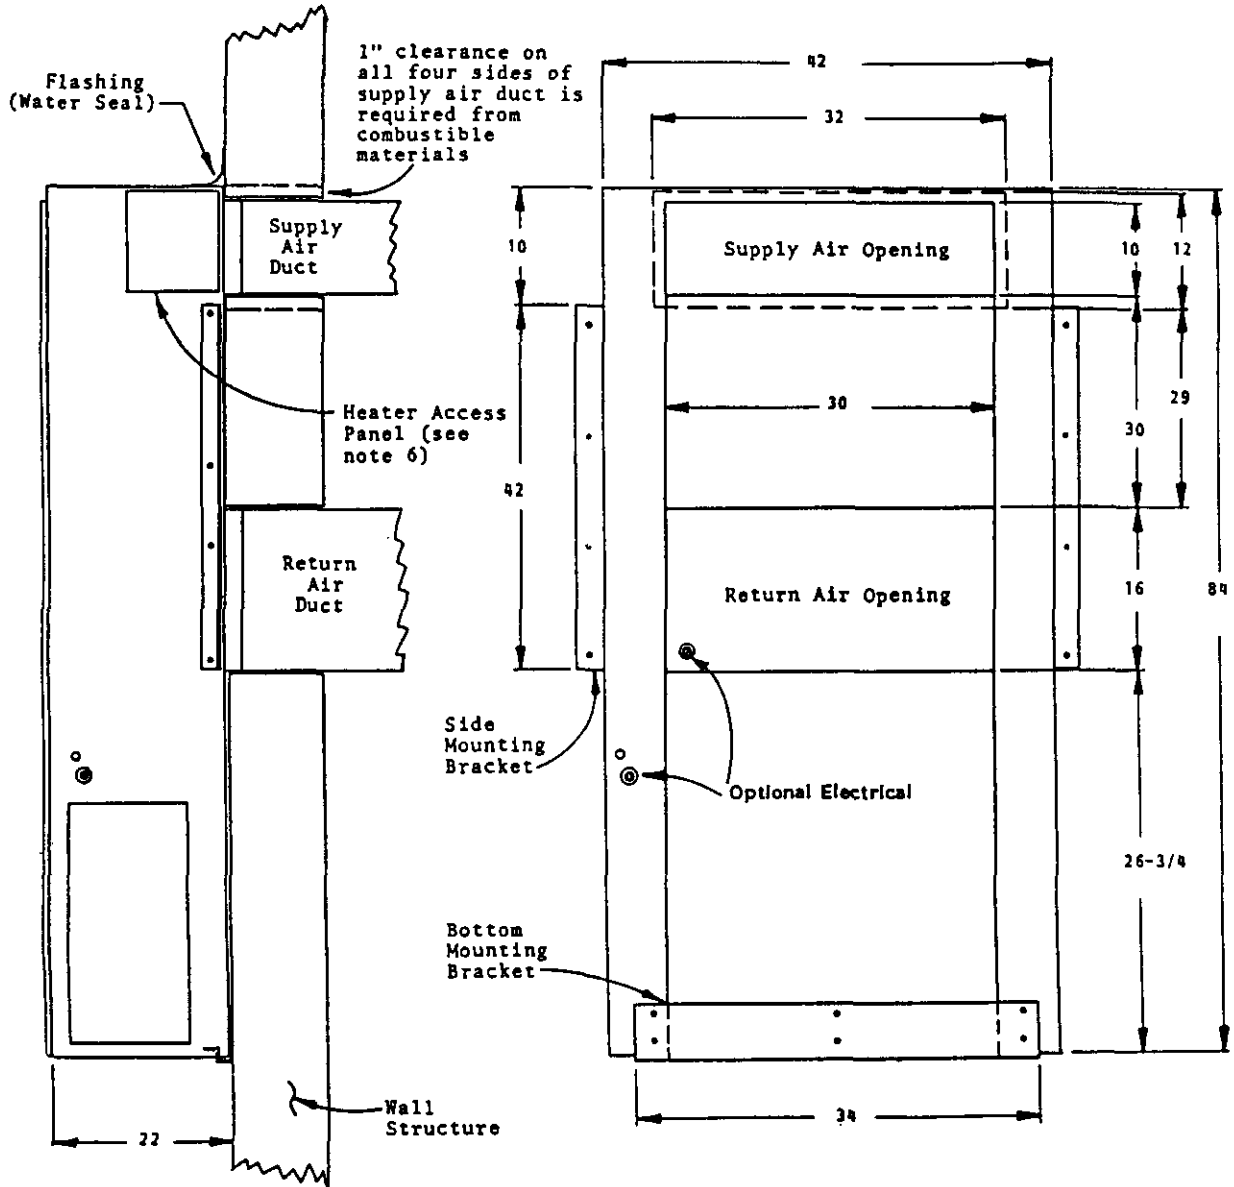 Flashing
(Water Seal)
1" clearance on
all four sides of
supply air duct is
required from
combustible
materials
42
32
Supply
Air
Duct
10
Supply Air Opening
10
12
Heater Access
Panel (see
note 6)
42
30
30
29
Return
Air
Duct
Return Air Opening
16
84
Side
Mounting
Bracket
Optional Electrical
26-3/4
Bottom
Mounting
Bracket
Wall
Structure
22
34